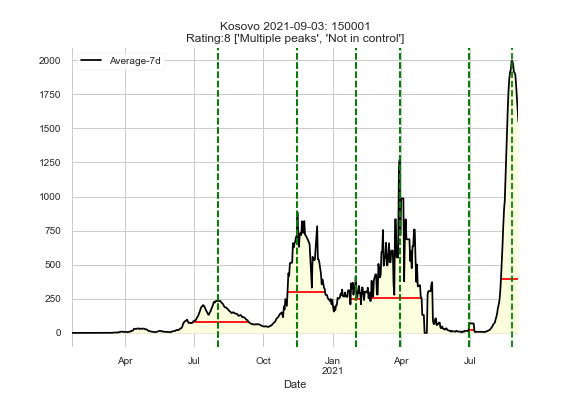 Kosovo 2021-09-03: 150001
Rating:8 ['Multiple peaks', 'Not in control']
Average-7d
2000
1750
1500
1250
1000
750
500
250
0
Apr
Jul
Oct
Jan
2021
Apr
Jul
Date